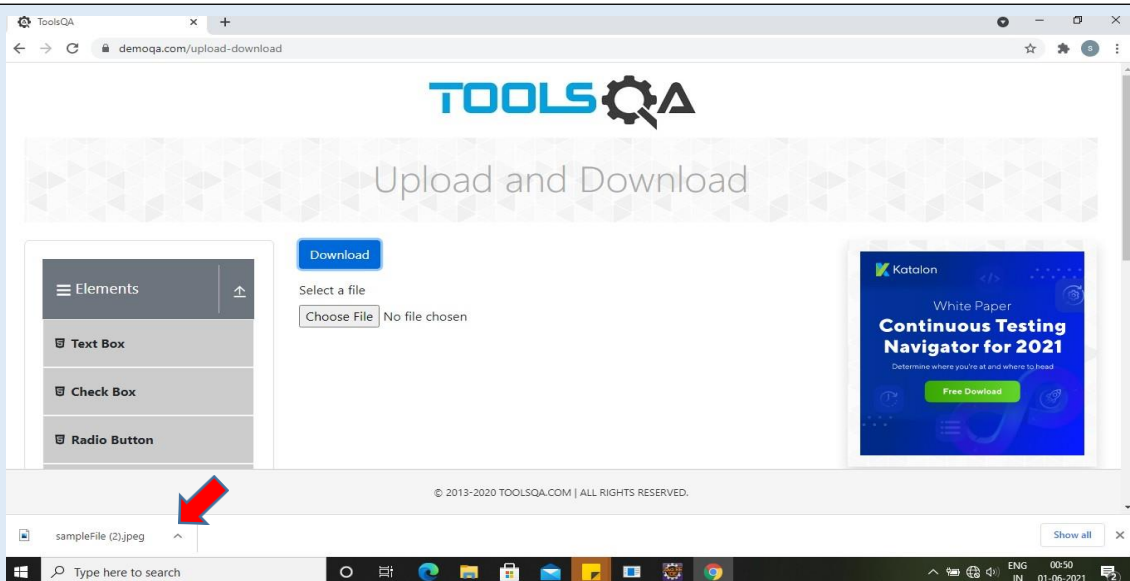 ToolsQA
demoqa.com/upload-download
S
TOOLSQA
Upload and Download
Download
Elements
Select a file
Choose File No file chosen
Text Box
Check Box
Radio Button
Katalon
</>
White Paper
Continuous Testing
Navigator for 2021
Determine where you're at and where to head
Free Dowload
© 2013-2020 TOOLSQA.COM | ALL RIGHTS RESERVED.
sampleFile (2).jpeg
Show all
Type here to search
ENG
IN
00:50
01-06-2021
2